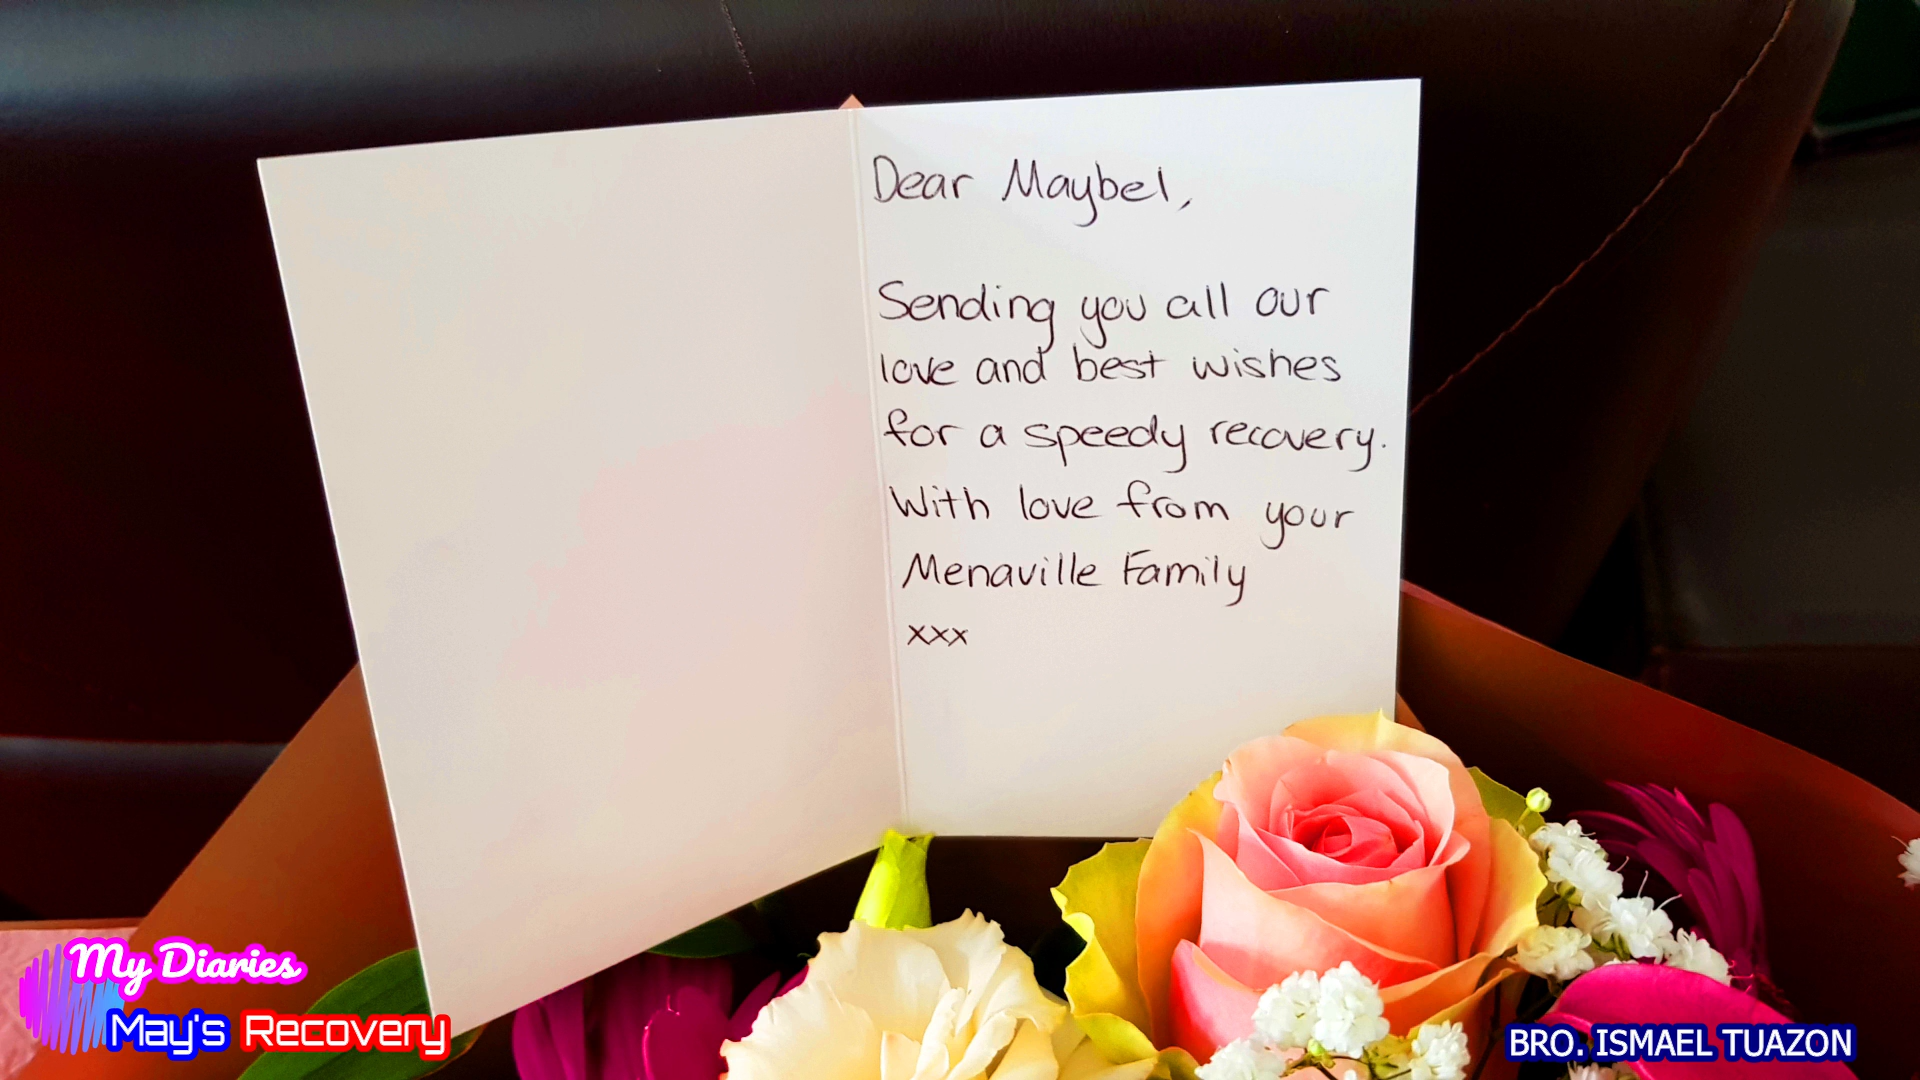 Dear Maybel,
Sending you all our
love and best wishes
for a speedy recovery.
With love from your
Menaville Family
xxx
My Diaries
May's Recovery
BRO. ISMAEL TUAZON